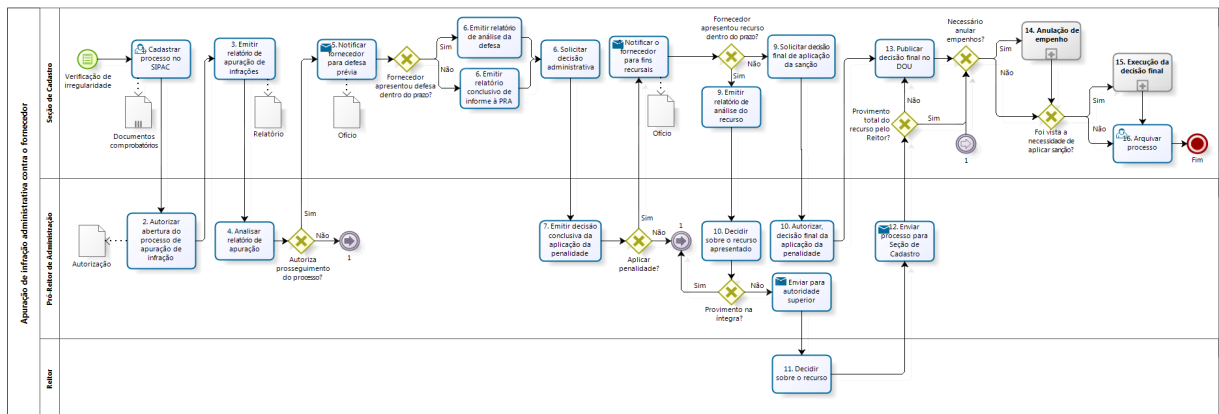 Apuração de infração administrativa contra o fornecedor
Seção de Cadastro
Verificação de
irregularidade
1. Cadastrar
processo no
SIPAC
Documentos
comprobatórios
3. Emitir
relatório de
apuração de
infrações
Relatório
5. Notificar
fornecedor
para defesa
prévia
Ofício
Fornecedor
apresentou defesa
dentro do prazo?
Sim
Não
6. Emitir relatório
de análise da
defesa
6. Emitir
relatório
conclusivo de
informe à PRA
6. Solicitar
decisão
administrativa
Notificar o
fornecedor
para fins
recursais
Ofício
Fornecedor
apresentou recurso
dentro do prazo?
Não
Sim
9. Solicitar decisão
final de aplicação
da sanção
9. Emitir
relatório de
análise do
recurso
13. Publicar
decisão final no
DOU
Não
Provimento
total do
recurso pelo
Reitor?
Sim
1
Necessário
anular
empenhos?
Sim
Não
14. Anulação de
empenho
Foi vista a
necessidade de
aplicar sanção?
Sim
Não
15. Execução da
decisão final
16. Arquivar
processo
Fim
Pró-Reitor de Administração
Autorização
2. Autorizar
abertura do
processo de
apuração de
infração
4. Analisar
relatório de
apuração
Sim
Não
Autoriza
prosseguimento
do processo?
1
7. Emitir decisão
conclusiva da
aplicação da
penalidade
Sim
Não
Aplicar
penalidade?
1
10. Decidir
sobre o recurso
apresentado
Sim
Não
Provimento na
íntegra?
10. Autorizar,
decisão final da
aplicação da
penalidade
Enviar para
autoridade
superior
12. Enviar
processo para
Seção de
Cadastro
Reitor
11. Decidir
sobre o recurso